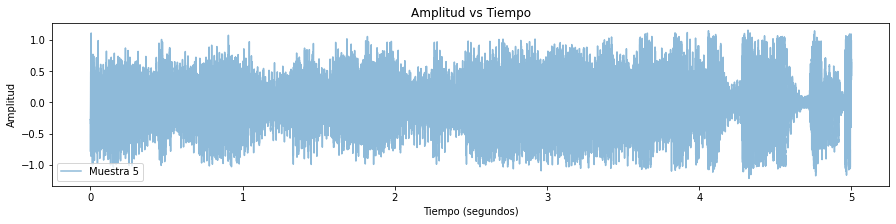 Amplitud vs Tiempo
1.0
0.5
0.0
−0.5
−1.0
Amplitud
Muestra 5
0 1 2 3 4 5
Tiempo (segundos)